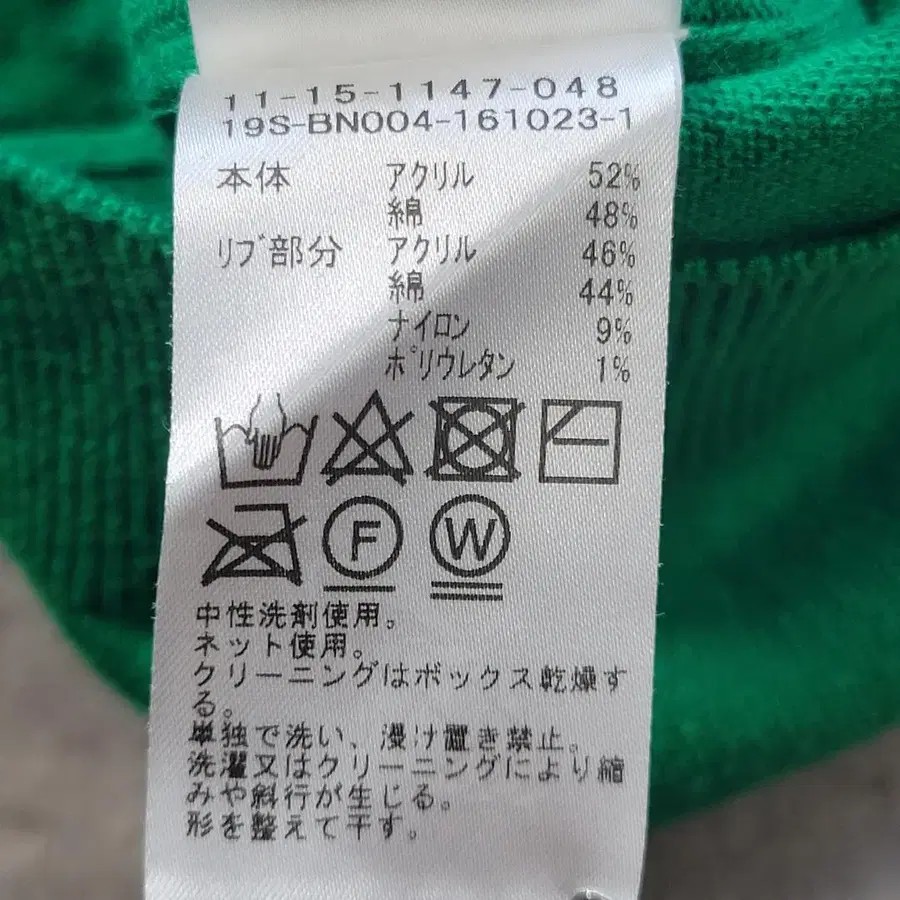 11-15-1147-048
19S-BN004-161023-1
本体 アクリル 52%
綿 48%
リブ部分 アクリル 46%
綿 44%
ナイロン 9%
ポリウレタン 1%
F W
中性洗剤使用。
ネット使用。
クリーニングはボックス乾燥す
る。
単独で洗い、浸け置き禁止。
洗濯又はクリーニングにより縮
みや斜行が生じる。
形を整えて干す。